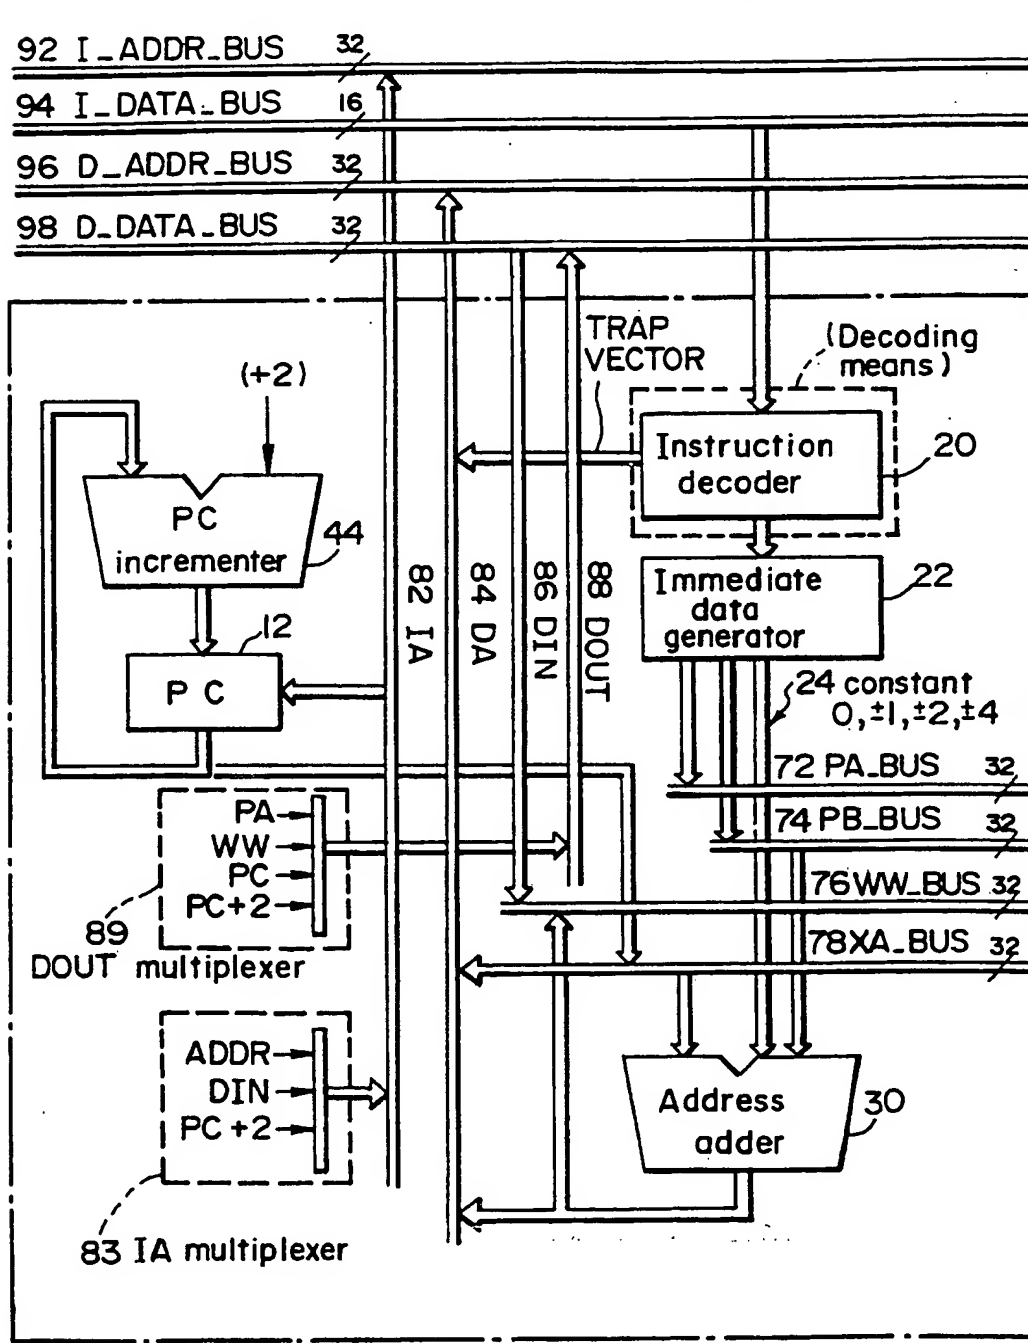 92 I_ADDR_BUS 32
94 I_DATA_BUS 16
96 D_ADDR_BUS 32
98 D_DATA_BUS 32
TRAP
VECTOR
(Decoding
means)
(+2)
Instruction
decoder
20
PC
incrementer
44
82 IA
84 DA
86 DIN
88 DOUT
Immediate
data
generator
22
12
PC
24 constant
0,±1,±2,±4
72 PA_BUS 32
74 PB_BUS 32
76 WW_BUS 32
78 XA_BUS 32
PA
WW
PC
PC+2
89
DOUT multiplexer
ADDR
DIN
PC+2
83 IA multiplexer
Address
adder
30